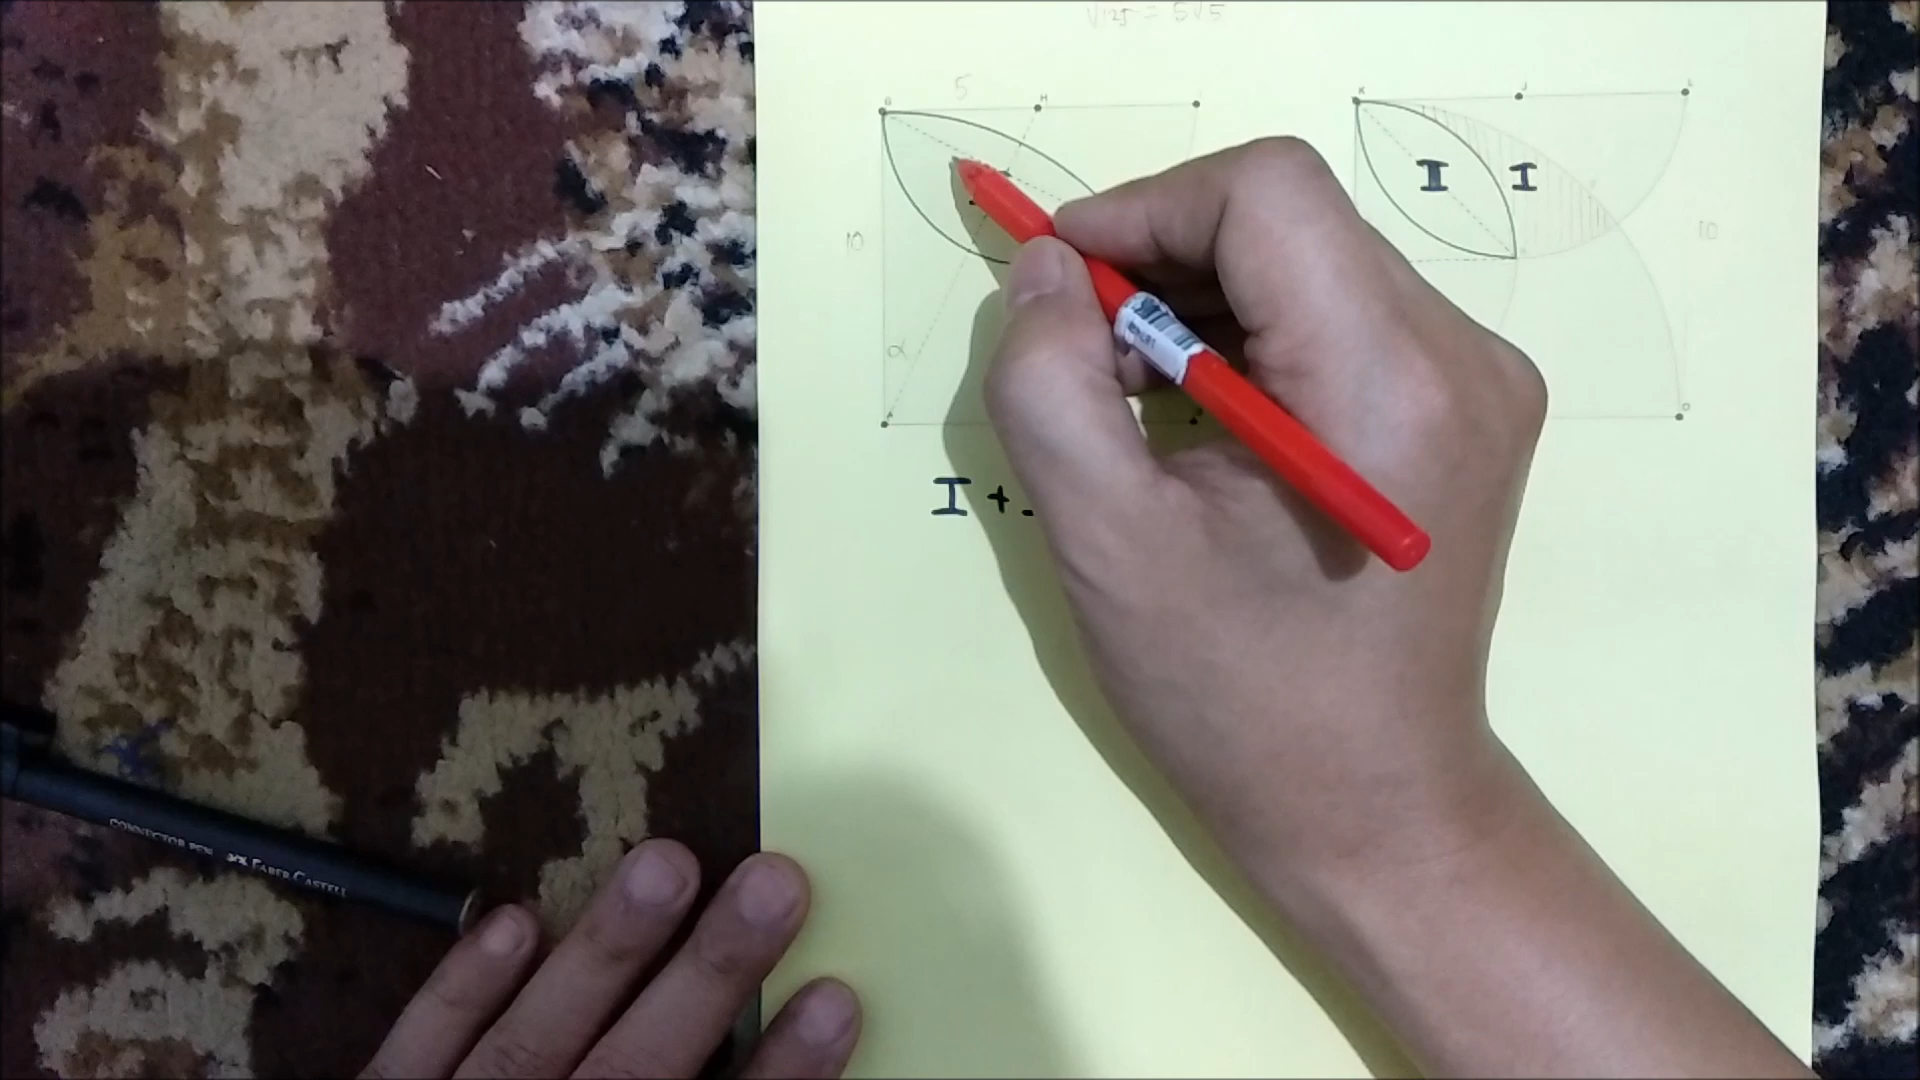 √125 = 5√5
5
B
H
K
J
L
I
I
10
10
α
A
D
I +
CONNECTOR PEN FABER-CASTELL